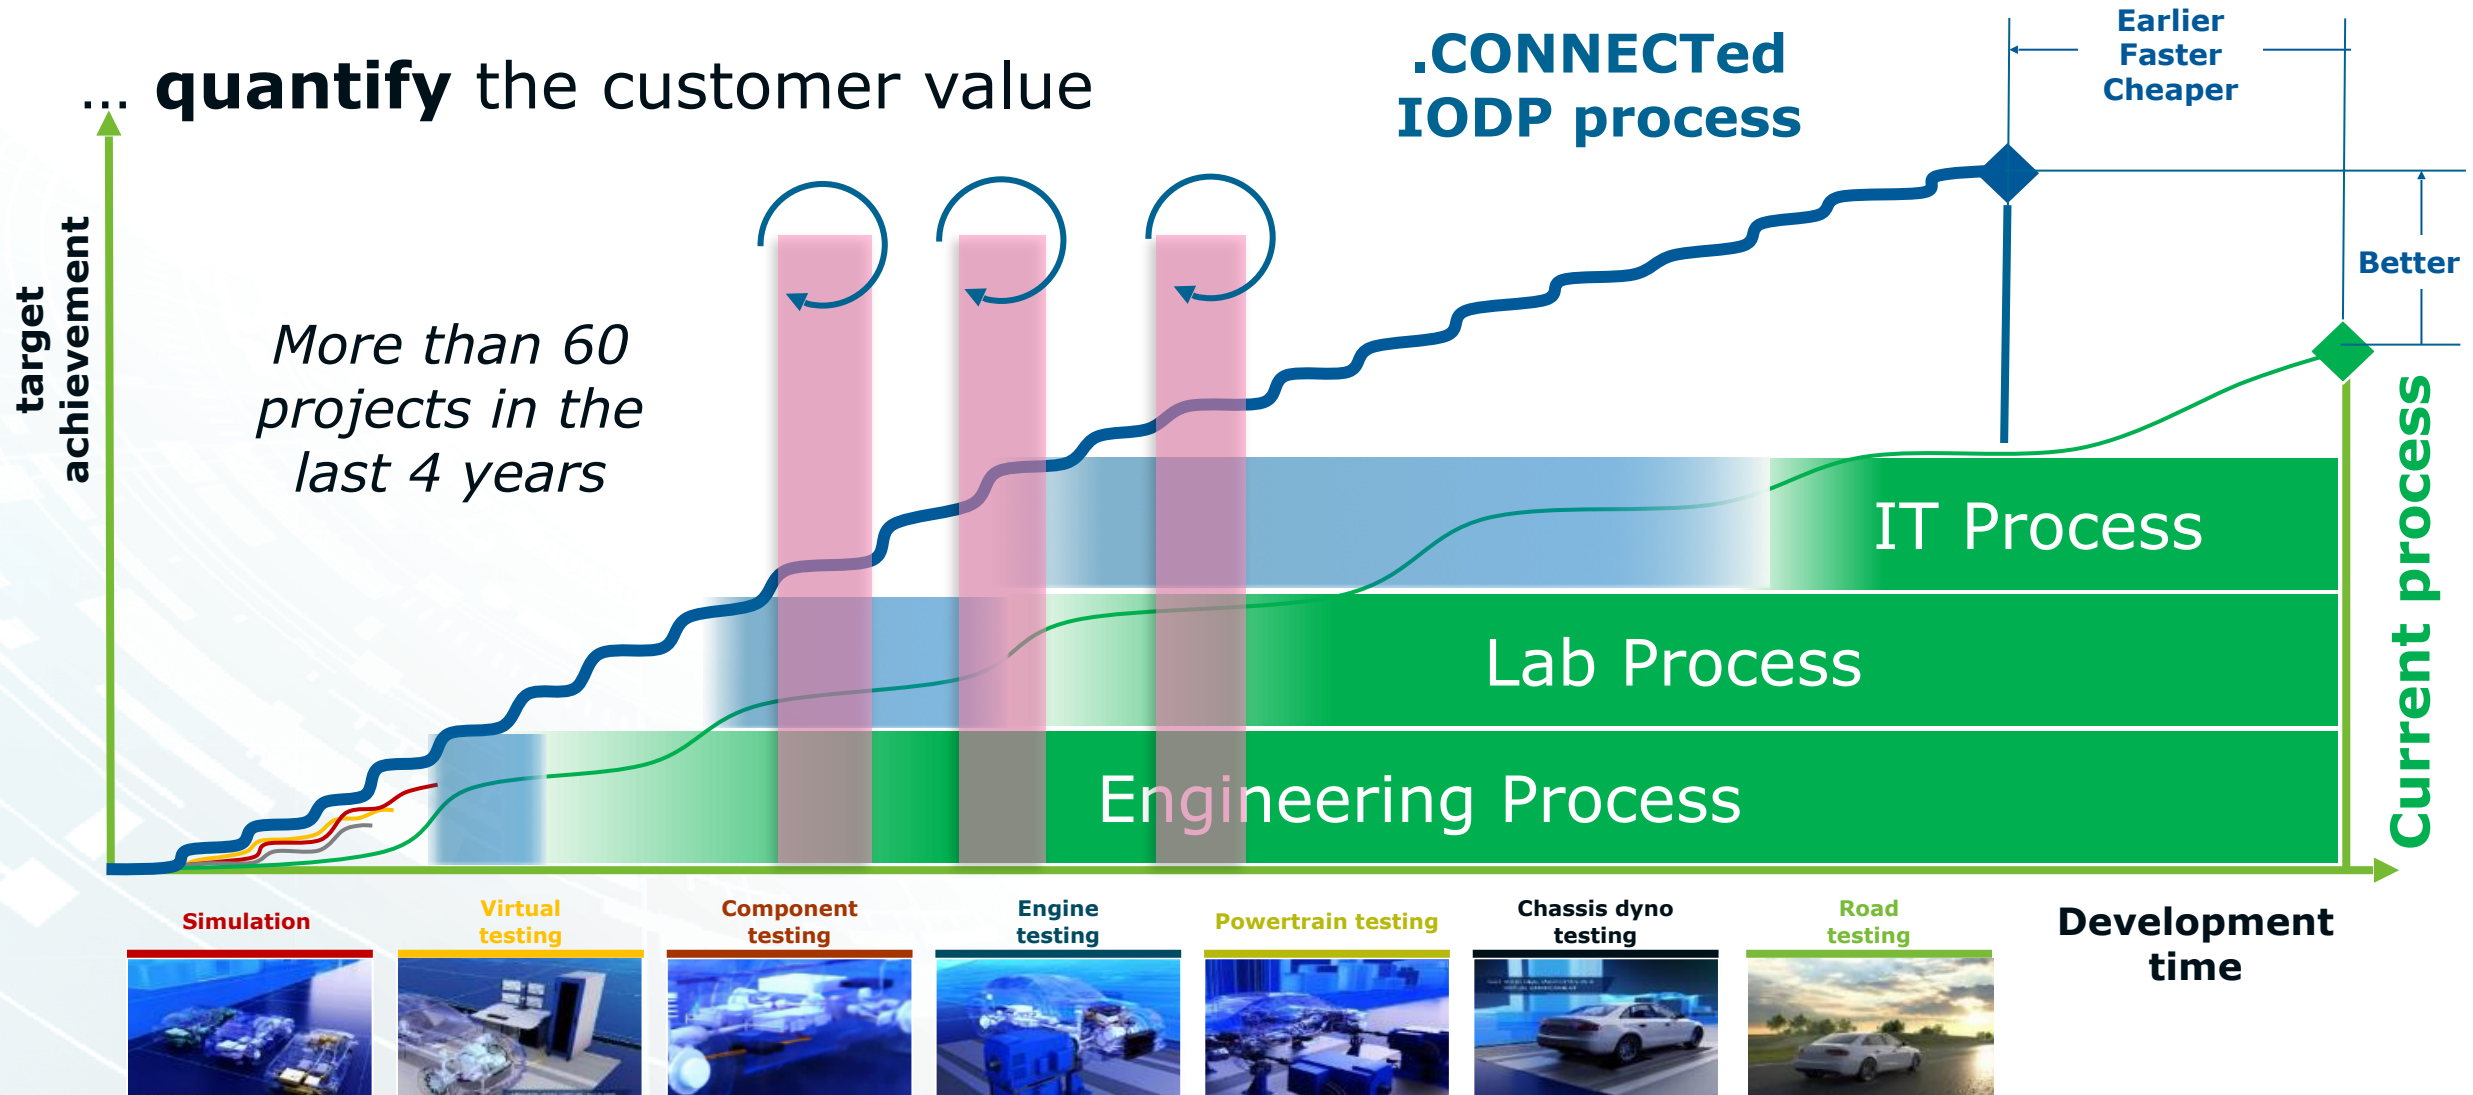 ... quantify the customer value
.CONNECTed
IODP process
Earlier
Faster
Cheaper
Better
target
achievement
More than 60
projects in the
last 4 years
IT Process
Lab Process
Engineering Process
Current process
Simulation
Virtual
testing
Component
testing
Engine
testing
Powertrain testing
Chassis dyno
testing
Road
testing
Development
time